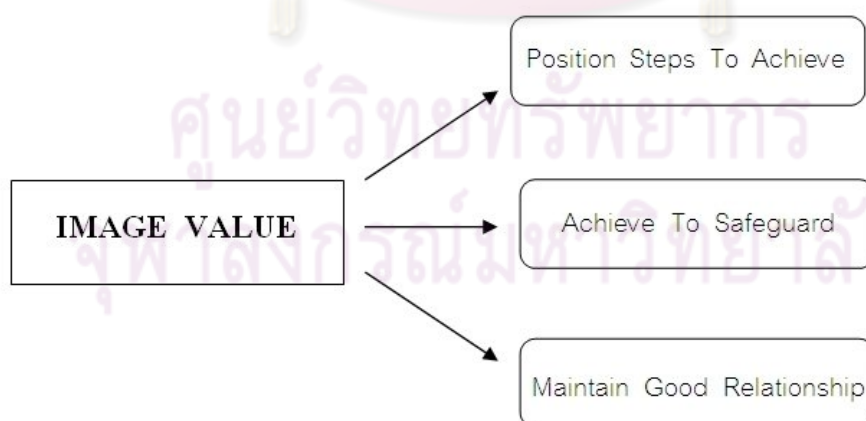 Position Steps To Achieve
ศูนย์วิทยทรัพยากร
IMAGE VALUE
Achieve To Safeguard
จุฬาลงกรณ์มหาวิทยาลั
Maintain Good Relationship